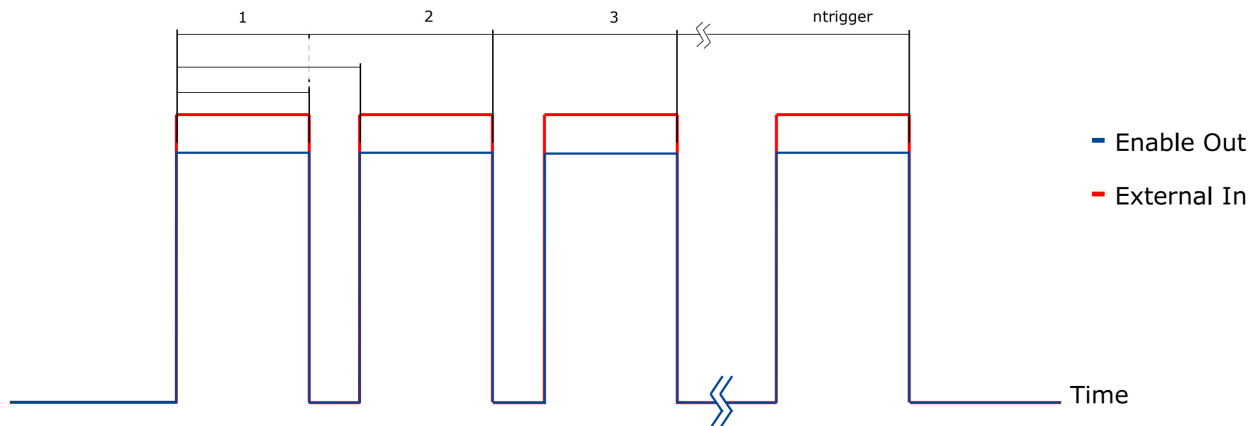 1
2
3
ntrigger
Enable Out
External In
Time